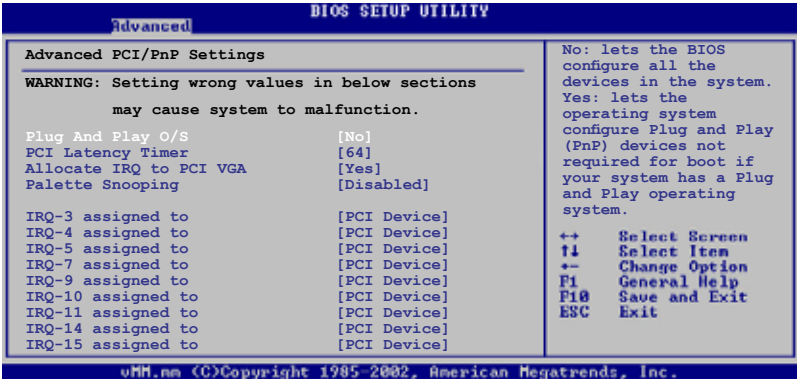 BIOS SETUP UTILITY
Advanced
Advanced PCI/PnP Settings
WARNING: Setting wrong values in below sections
may cause system to malfunction.
Plug And Play O/S [No]
PCI Latency Timer [64]
Allocate IRQ to PCI VGA [Yes]
Palette Snooping [Disabled]
IRQ-3 assigned to [PCI Device]
IRQ-4 assigned to [PCI Device]
IRQ-5 assigned to [PCI Device]
IRQ-7 assigned to [PCI Device]
IRQ-9 assigned to [PCI Device]
IRQ-10 assigned to [PCI Device]
IRQ-11 assigned to [PCI Device]
IRQ-14 assigned to [PCI Device]
IRQ-15 assigned to [PCI Device]
No: lets the BIOS
configure all the
devices in the system.
Yes: lets the
operating system
configure Plug and Play
(PnP) devices not
required for boot if
your system has a Plug
and Play operating
system.
←→ Select Screen
↑↓ Select Item
+- Change Option
F1 General Help
F10 Save and Exit
ESC Exit
vMM.mm (C)Copyright 1985-2002, American Megatrends, Inc.